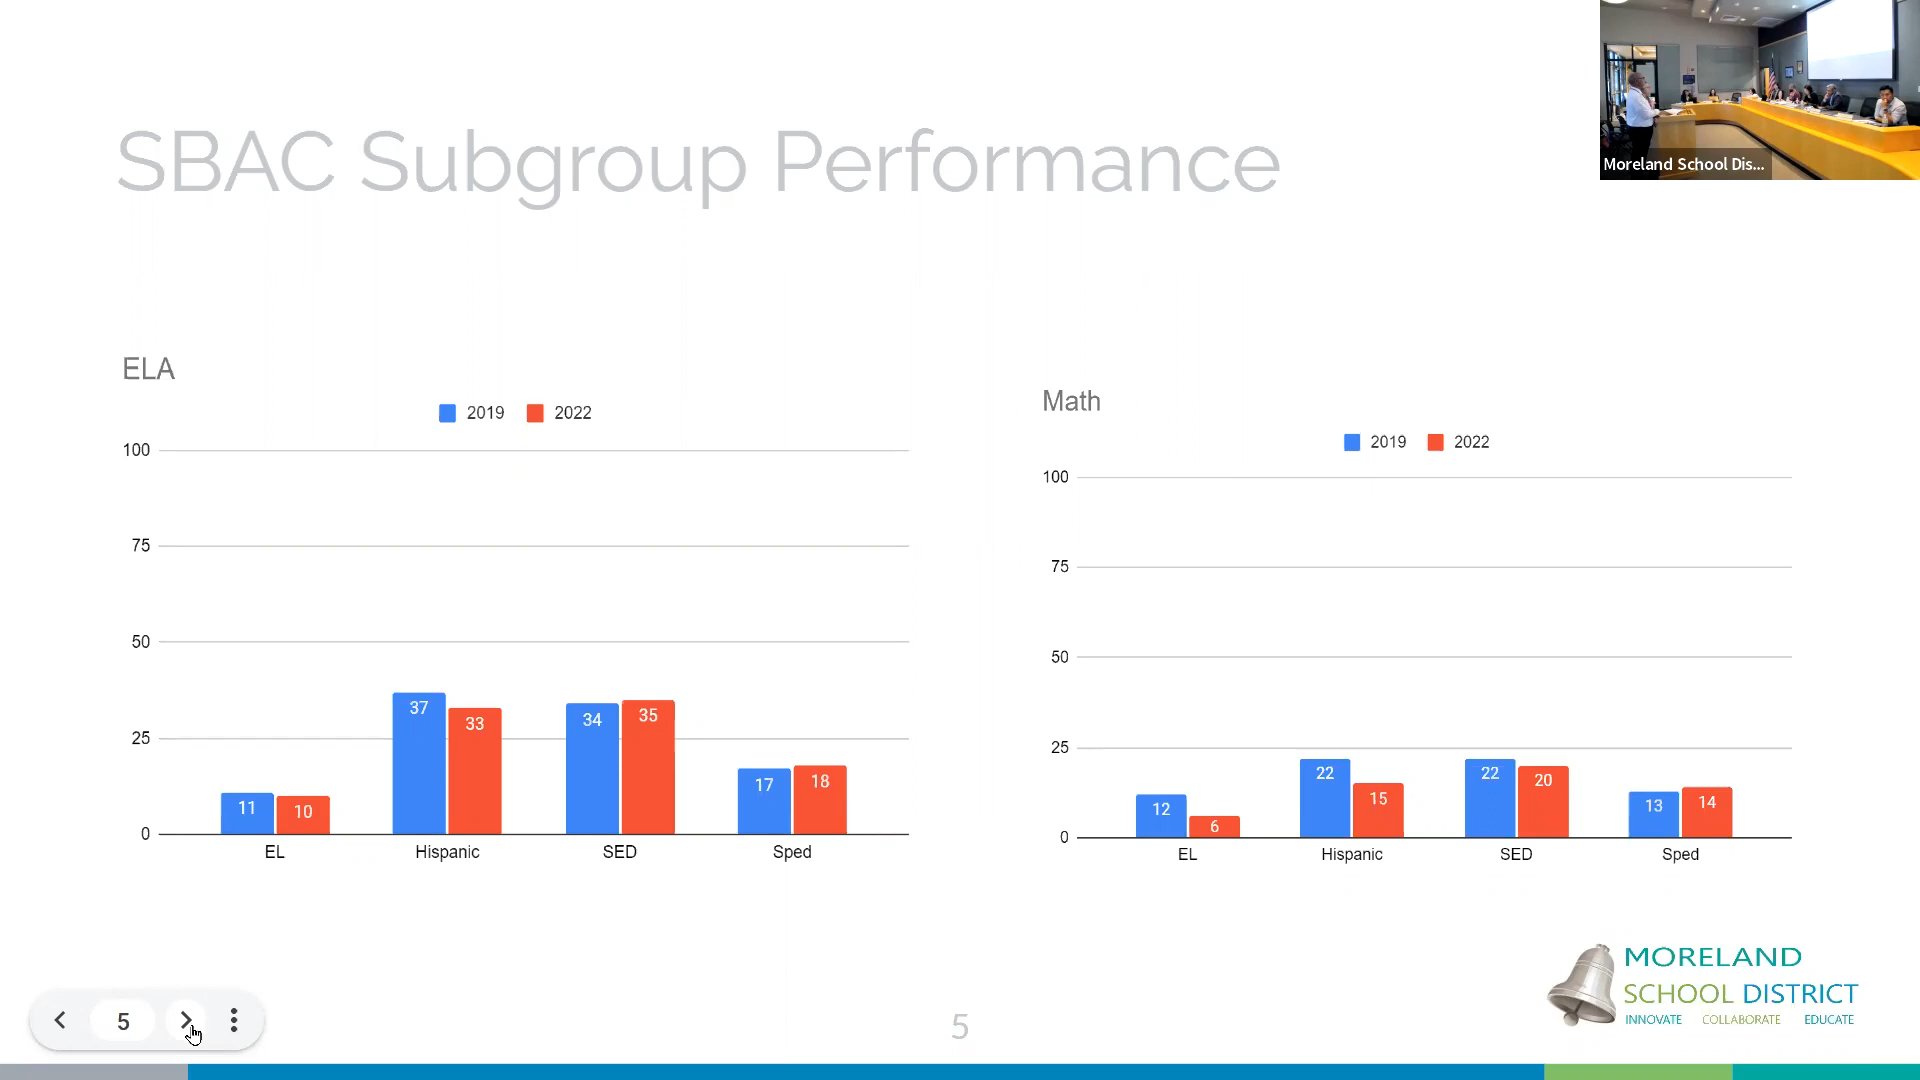 Moreland School Dis...
SBAC Subgroup Performance
ELA
2019 2022
100
75
50
25
0
11 10
37 33
34 35
17 18
EL Hispanic SED Sped
Math
2019 2022
100
75
50
25
0
12 6
22 15
22 20
13 14
EL Hispanic SED Sped
MORELAND
SCHOOL DISTRICT
INNOVATE COLLABORATE EDUCATE
5
5